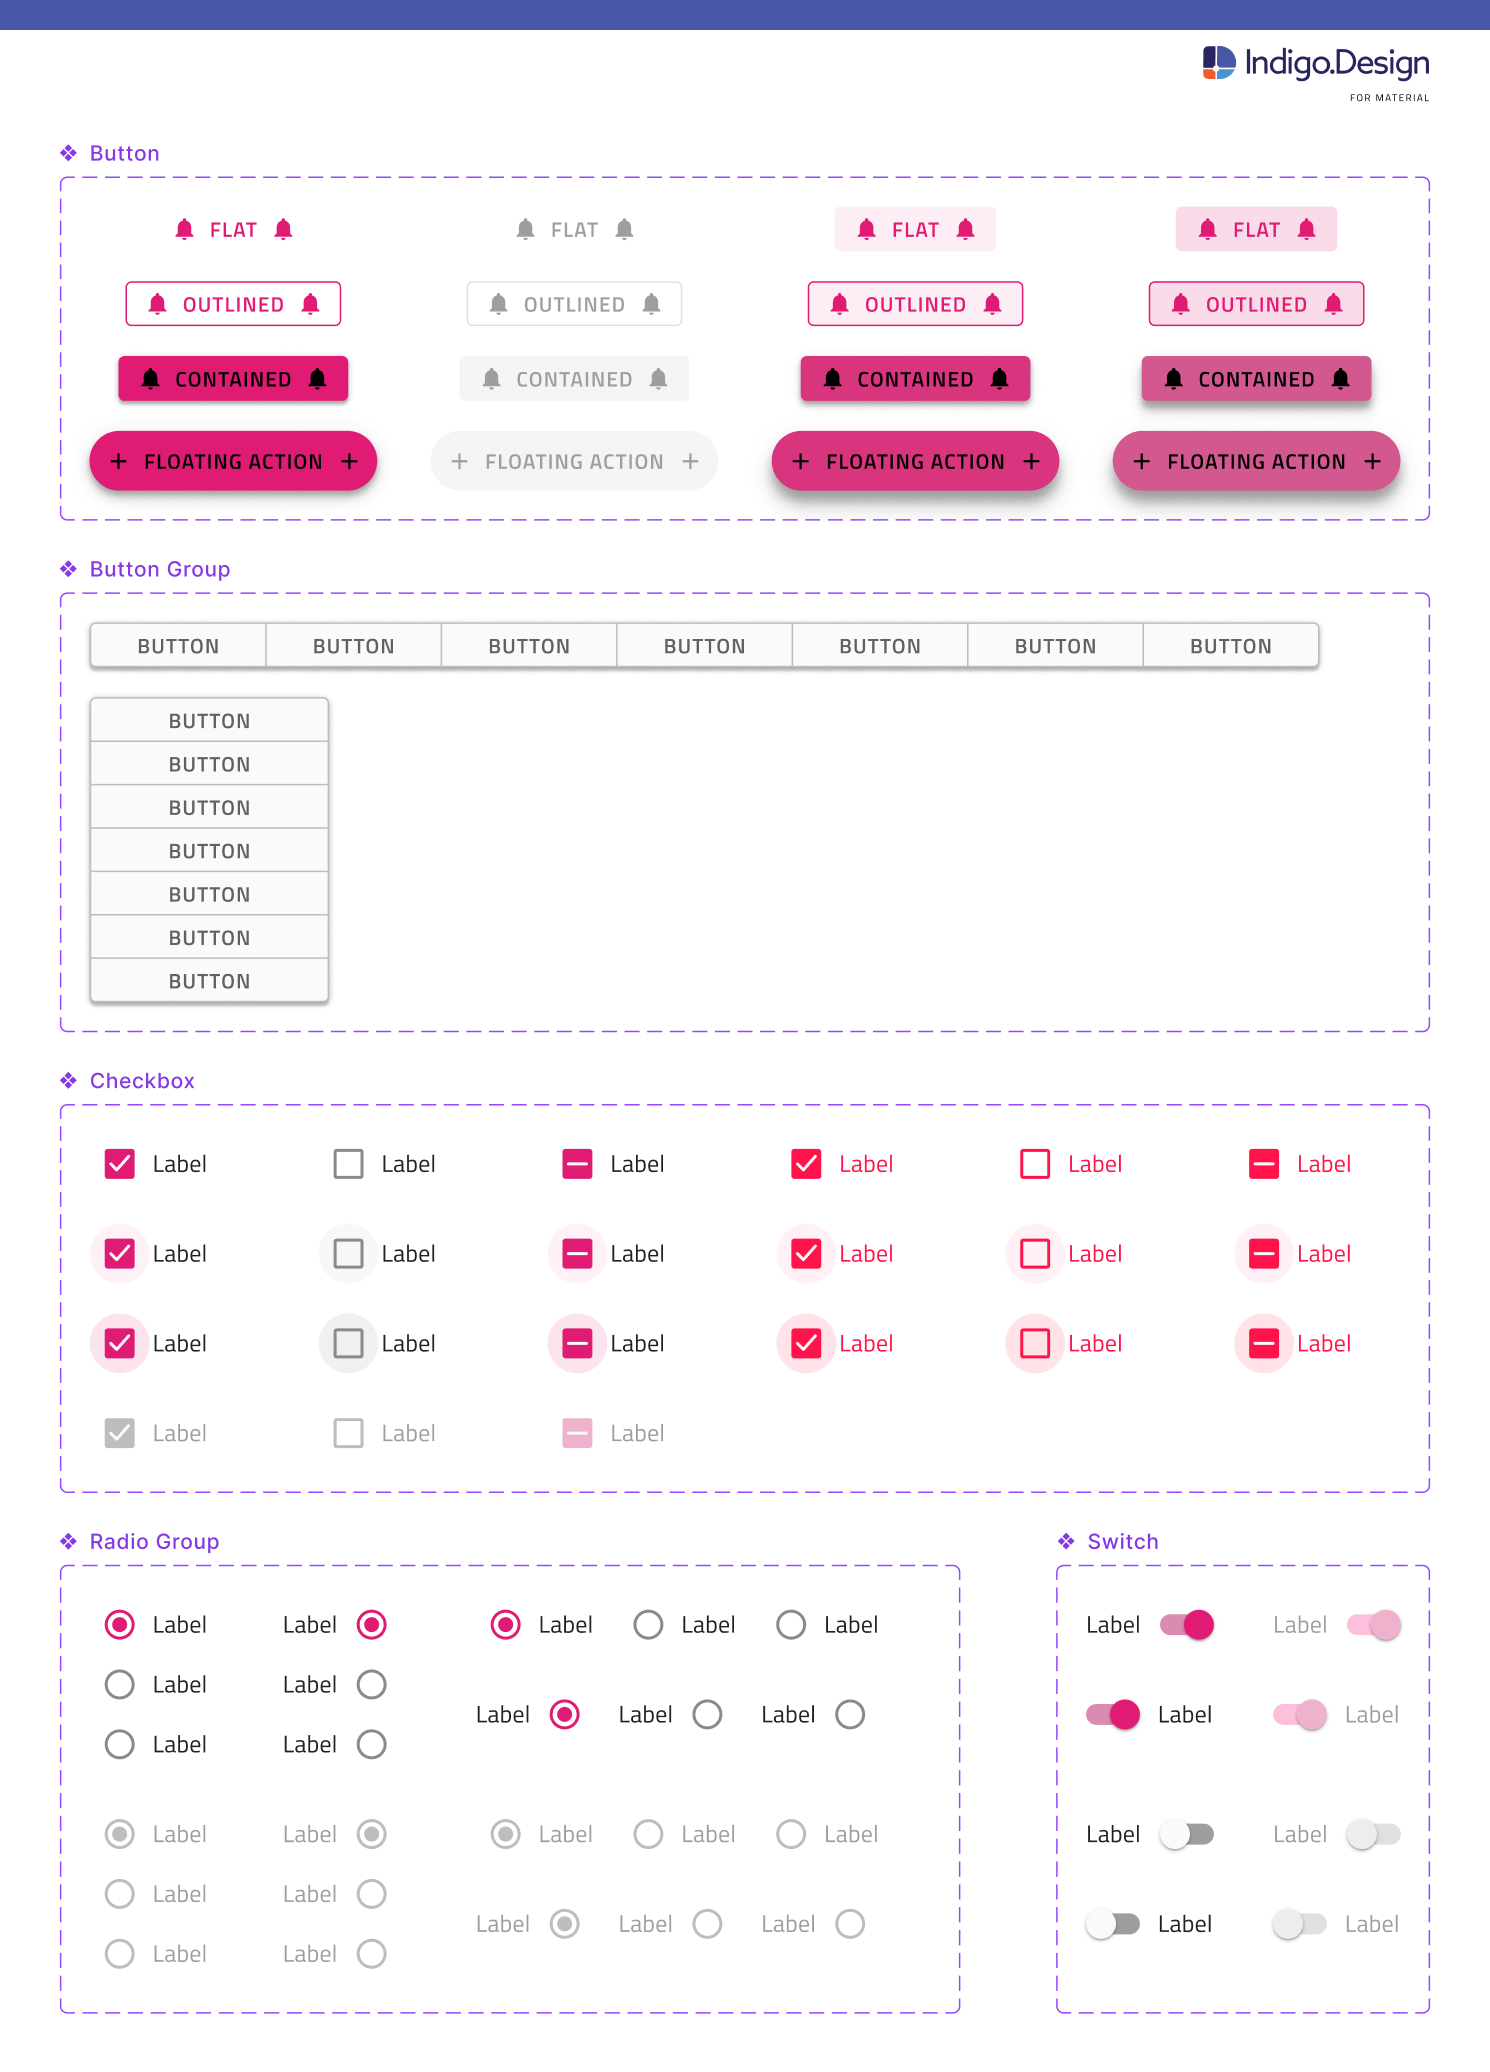 Indigo.Design
FOR MATERIAL
Button
FLAT FLAT FLAT FLAT
OUTLINED OUTLINED OUTLINED OUTLINED
CONTAINED CONTAINED CONTAINED CONTAINED
+ FLOATING ACTION + + FLOATING ACTION + + FLOATING ACTION + + FLOATING ACTION +
Button Group
BUTTON BUTTON BUTTON BUTTON BUTTON BUTTON BUTTON
BUTTON
BUTTON
BUTTON
BUTTON
BUTTON
BUTTON
BUTTON
Checkbox
Label Label Label Label Label Label
Label Label Label Label Label Label
Label Label Label Label Label Label
Label Label Label
Radio Group
Label Label Label Label Label
Label Label
Label Label Label
Label Label
Label Label Label Label Label
Label Label
Label Label Label
Label Label
Switch
Label Label
Label Label
Label Label
Label Label